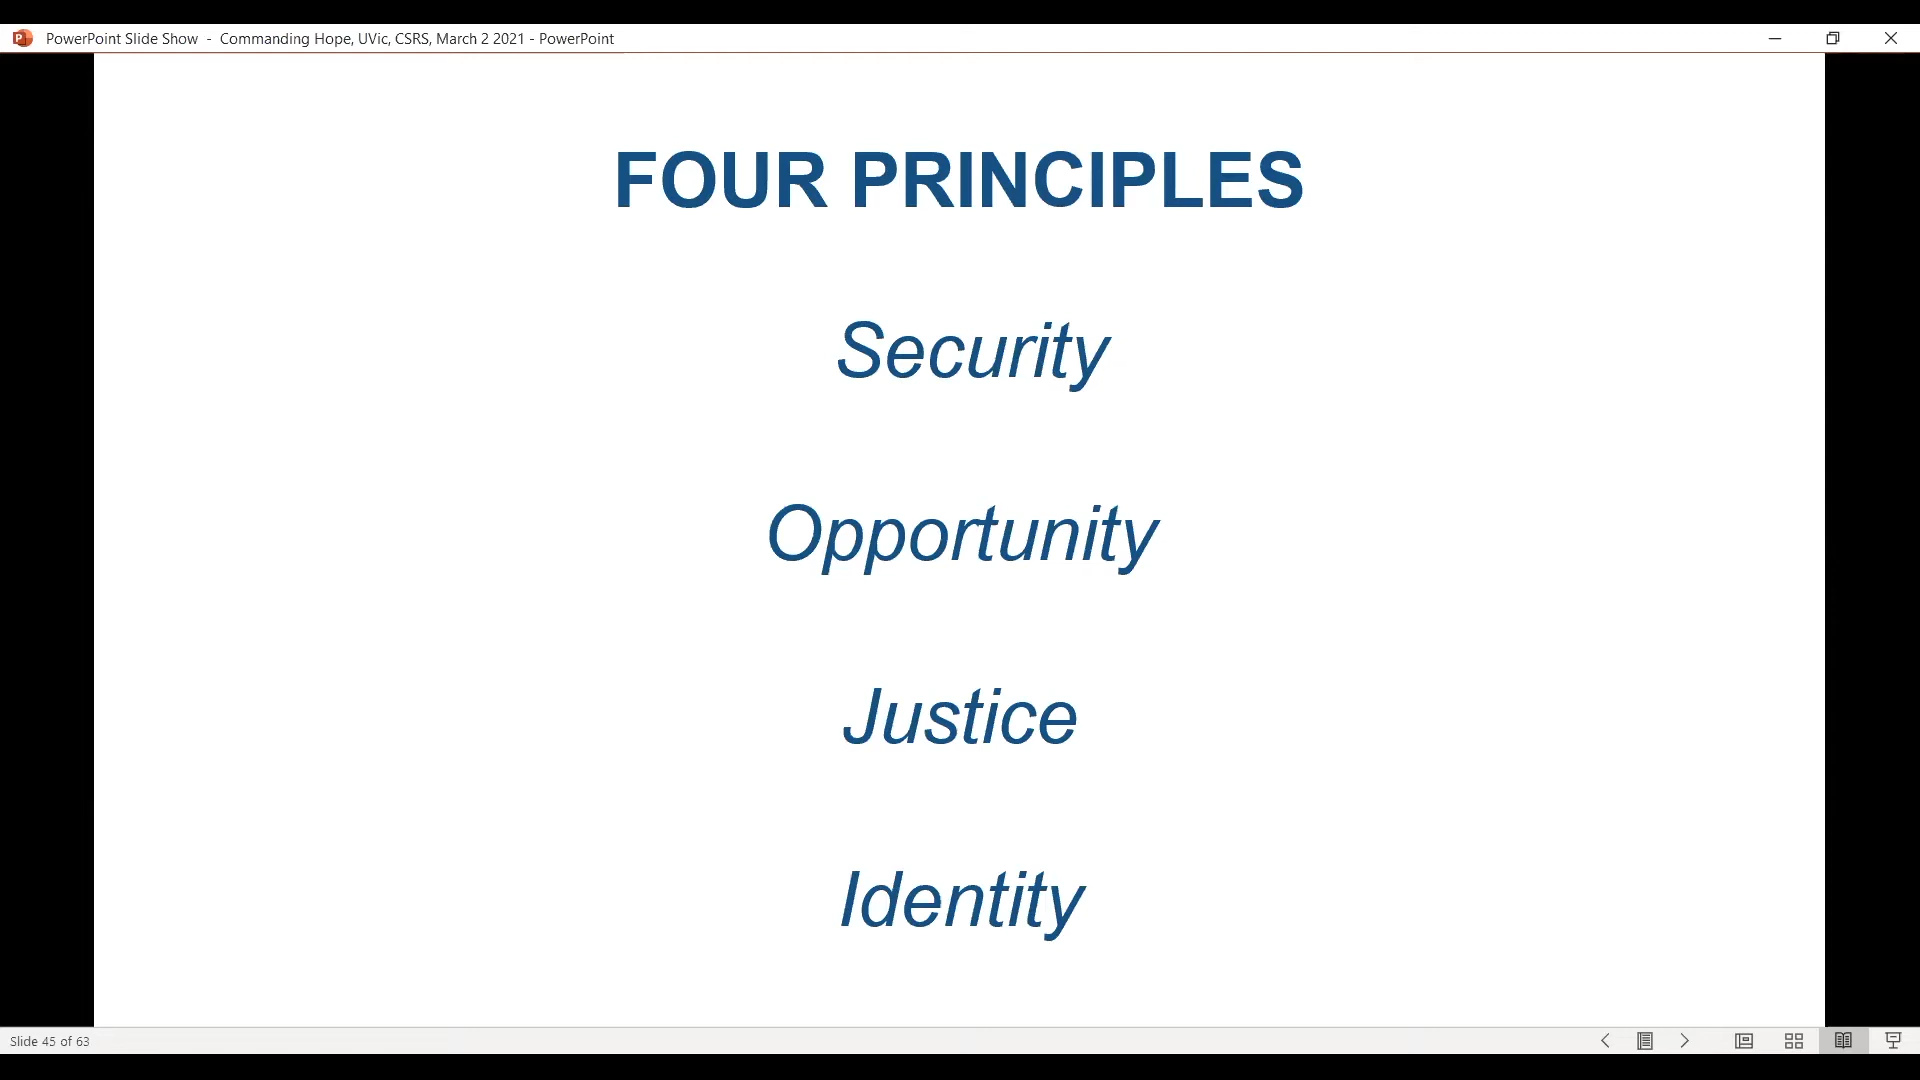 PowerPoint Slide Show - Commanding Hope, UVic, CSRS, March 2 2021 - PowerPoint
FOUR PRINCIPLES
Security
Opportunity
Justice
Identity
Slide 45 of 63